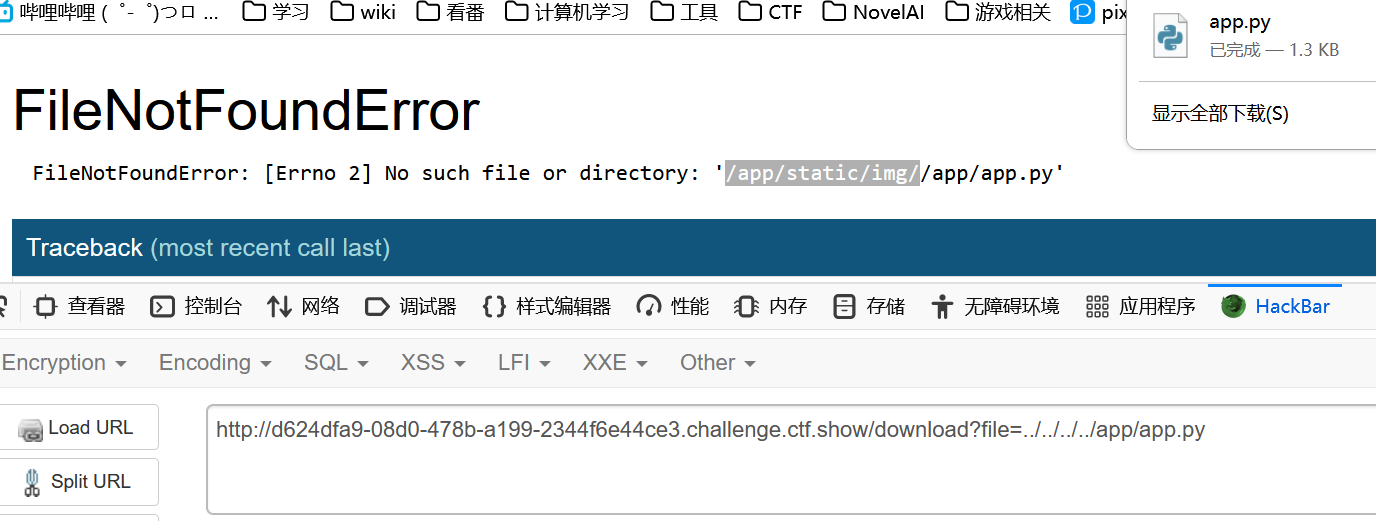 哔哩哔哩 ( ゜- ゜)つロ ... 学习 wiki 看番 计算机学习 工具 CTF NovelAI 游戏相关 pix
app.py
已完成 — 1.3 KB
显示全部下载(S)
FileNotFoundError
FileNotFoundError: [Errno 2] No such file or directory: '/app/static/img//app/app.py'
Traceback (most recent call last)
查看器 控制台 网络 调试器 样式编辑器 性能 内存 存储 无障碍环境 应用程序 HackBar
Encryption Encoding SQL XSS LFI XXE Other
Load URL
http://d624dfa9-08d0-478b-a199-2344f6e44ce3.challenge.ctf.show/download?file=../../../../app/app.py
Split URL